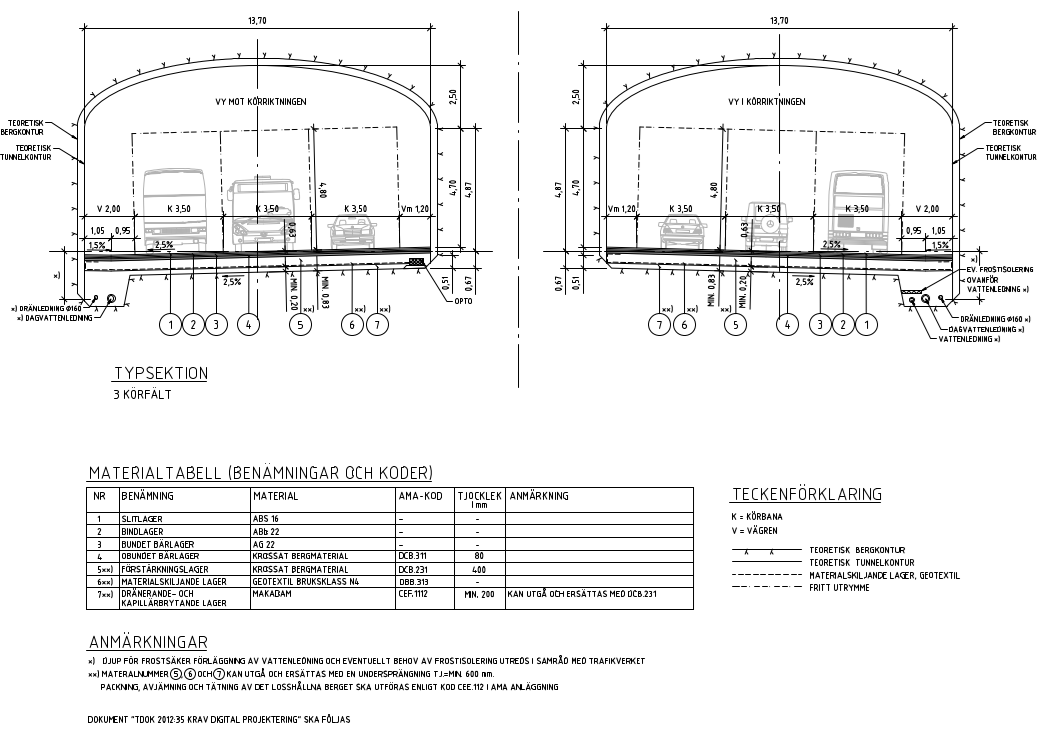 13,70
VY MOT KÖRRIKTNINGEN
2,50
TEORETISK
BERGKONTUR
TEORETISK
TUNNELKONTUR
4,80
4,70
4,87
V 2,00
K 3,50
K 3,50
K 3,50
Vm 1,20
1,05
0,95
0,63
1,5%
2,5%
×)
2,5%
MIN. 0,20
MIN. 0,83
0,51
0,67
OPTO
×) DRÄNLEDNING Ø160
×) DAGVATTENLEDNING
××)
××)
××)
1
2
3
4
5
6
7
13,70
VY I KÖRRIKTNINGEN
2,50
TEORETISK
BERGKONTUR
TEORETISK
TUNNELKONTUR
4,87
4,70
4,80
Vm 1,20
K 3,50
K 3,50
K 3,50
V 2,00
0,63
0,95
1,05
2,5%
1,5%
×)
0,67
0,51
MIN. 0,83
MIN. 0,20
2,5%
EV. FROSTISOLERING
OVANFÖR
VATTENLEDNING ×)
DRÄNLEDNING Ø160 ×)
DAGVATTENLEDNING ×)
VATTENLEDNING ×)
××)
××)
××)
7
6
5
4
3
2
1
TYPSEKTION
3 KÖRFÄLT
MATERIALTABELL (BENÄMNINGAR OCH KODER)
NR BENÄMNING MATERIAL AMA-KOD TJOCKLEK I mm ANMÄRKNING
1 SLITLAGER ABS 16 - -
2 BINDLAGER ABb 22 - -
3 BUNDET BÄRLAGER AG 22 - -
4 OBUNDET BÄRLAGER KROSSAT BERGMATERIAL DCB.311 80
5××) FÖRSTÄRKNINGSLAGER KROSSAT BERGMATERIAL DCB.231 400
6××) MATERIALSKILJANDE LAGER GEOTEXTIL BRUKSKLASS N4 DBB.313 -
7××) DRÄNERANDE- OCH MAKADAM CEF.1112 MIN. 200 KAN UTGÅ OCH ERSÄTTAS MED DCB.231
KAPILLÄRBRYTANDE LAGER
TECKENFÖRKLARING
K = KÖRBANA
V = VÄGREN
TEORETISK BERGKONTUR
TEORETISK TUNNELKONTUR
MATERIALSKILJANDE LAGER, GEOTEXTIL
FRITT UTRYMME
ANMÄRKNINGAR
×) DJUP FÖR FROSTSÄKER FÖRLÄGGNING AV VATTENLEDNING OCH EVENTUELLT BEHOV AV FROSTISOLERING UTREDS I SAMRÅD MED TRAFIKVERKET
××) MATERALNUMMER 5, 6 OCH 7 KAN UTGÅ OCH ERSÄTTAS MED EN UNDERSPRÄNGNING TJ.=MIN. 600 mm.
PACKNING, AVJÄMNING OCH TÄTNING AV DET LOSSHÅLLNA BERGET SKA UTFÖRAS ENLIGT KOD CEE.112 I AMA ANLÄGGNING
DOKUMENT "TDOK 2012:35 KRAV DIGITAL PROJEKTERING" SKA FÖLJAS